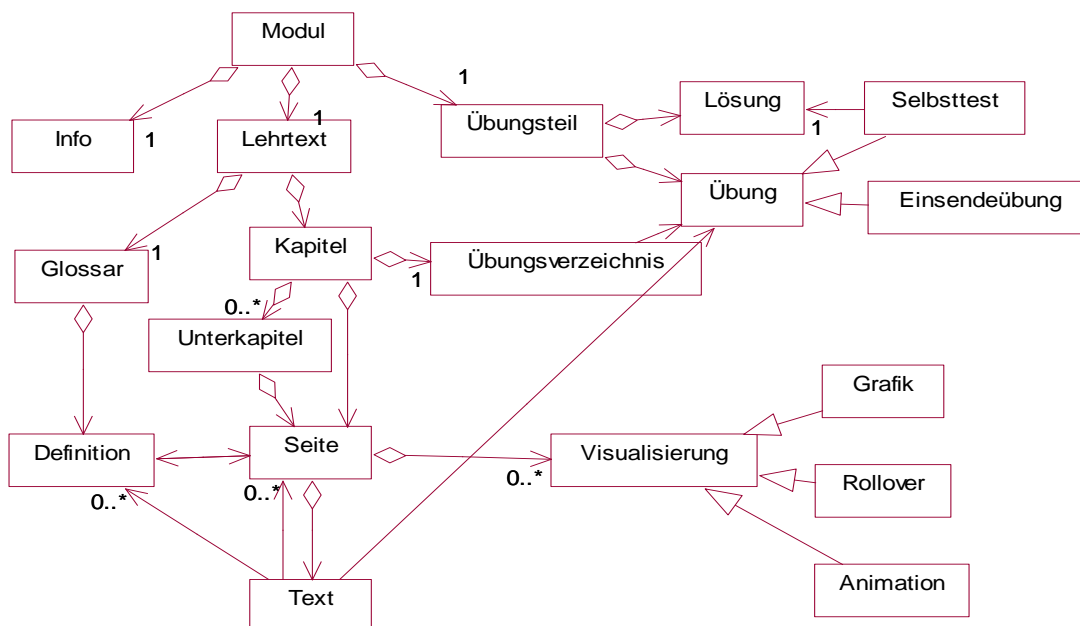 Modul
1
Lösung
Selbsttest
Info
1
1
Lehrtext
Übungsteil
1
Übung
Einsendeübung
Glossar
1
Kapitel
1
Übungsverzeichnis
0..*
Unterkapitel
Grafik
Definition
0..*
Seite
0..*
Visualisierung
0..*
Rollover
Text
Animation